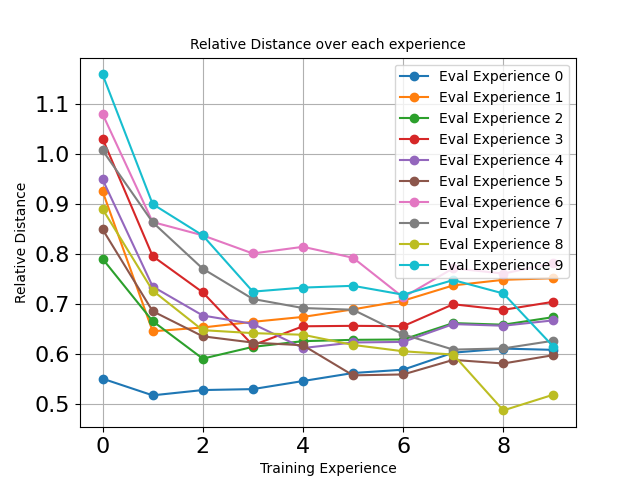 Relative Distance over each experience
Relative Distance
1.1
1.0
0.9
0.8
0.7
0.6
0.5
0
2
4
6
8
Training Experience
Eval Experience 0
Eval Experience 1
Eval Experience 2
Eval Experience 3
Eval Experience 4
Eval Experience 5
Eval Experience 6
Eval Experience 7
Eval Experience 8
Eval Experience 9